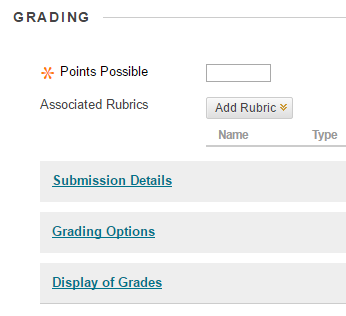 GRADING
Points Possible
Associated Rubrics
Add Rubric
Name Type
Submission Details
Grading Options
Display of Grades